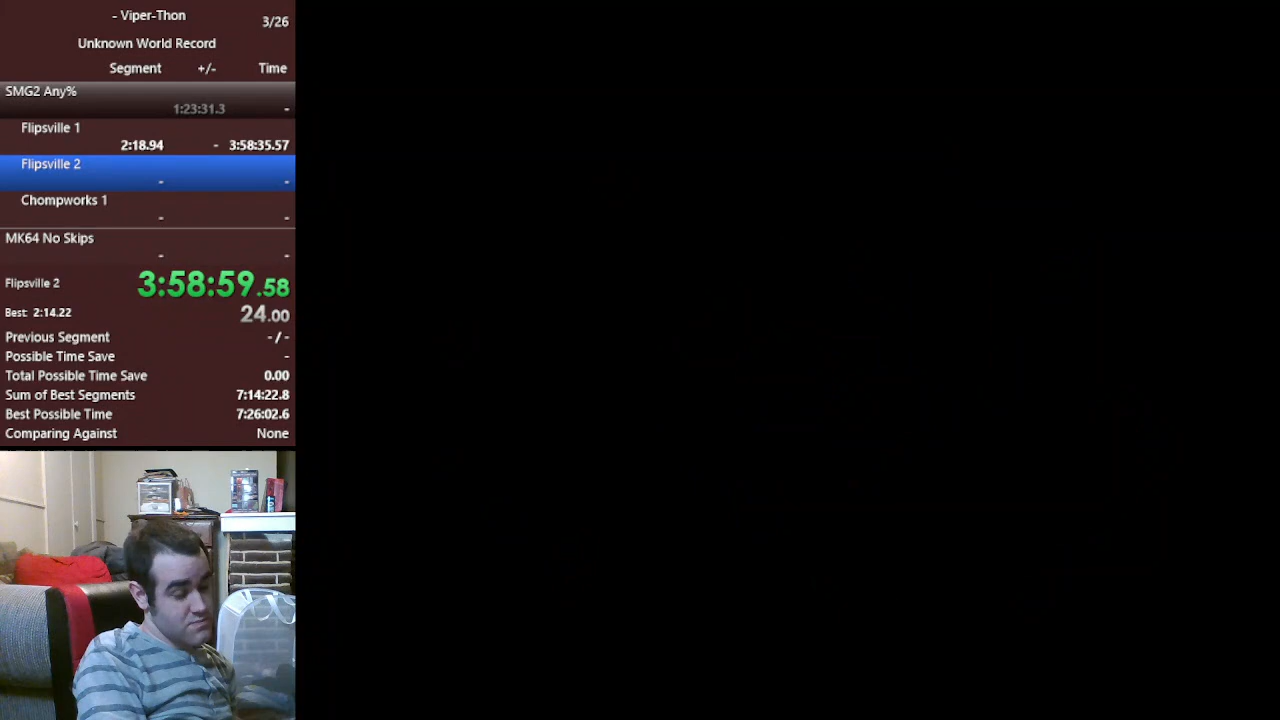 - Viper-Thon
3/26
Unknown World Record
Segment +/- Time
SMG2 Any%
1:23:31.3 -
Flipsville 1
2:18.94 - 3:58:35.57
Flipsville 2
- -
Chompworks 1
- -
MK64 No Skips
- -
Flipsville 2 3:58:59.58
Best: 2:14.22 24.00
Previous Segment - / -
Possible Time Save -
Total Possible Time Save 0.00
Sum of Best Segments 7:14:22.8
Best Possible Time 7:26:02.6
Comparing Against None